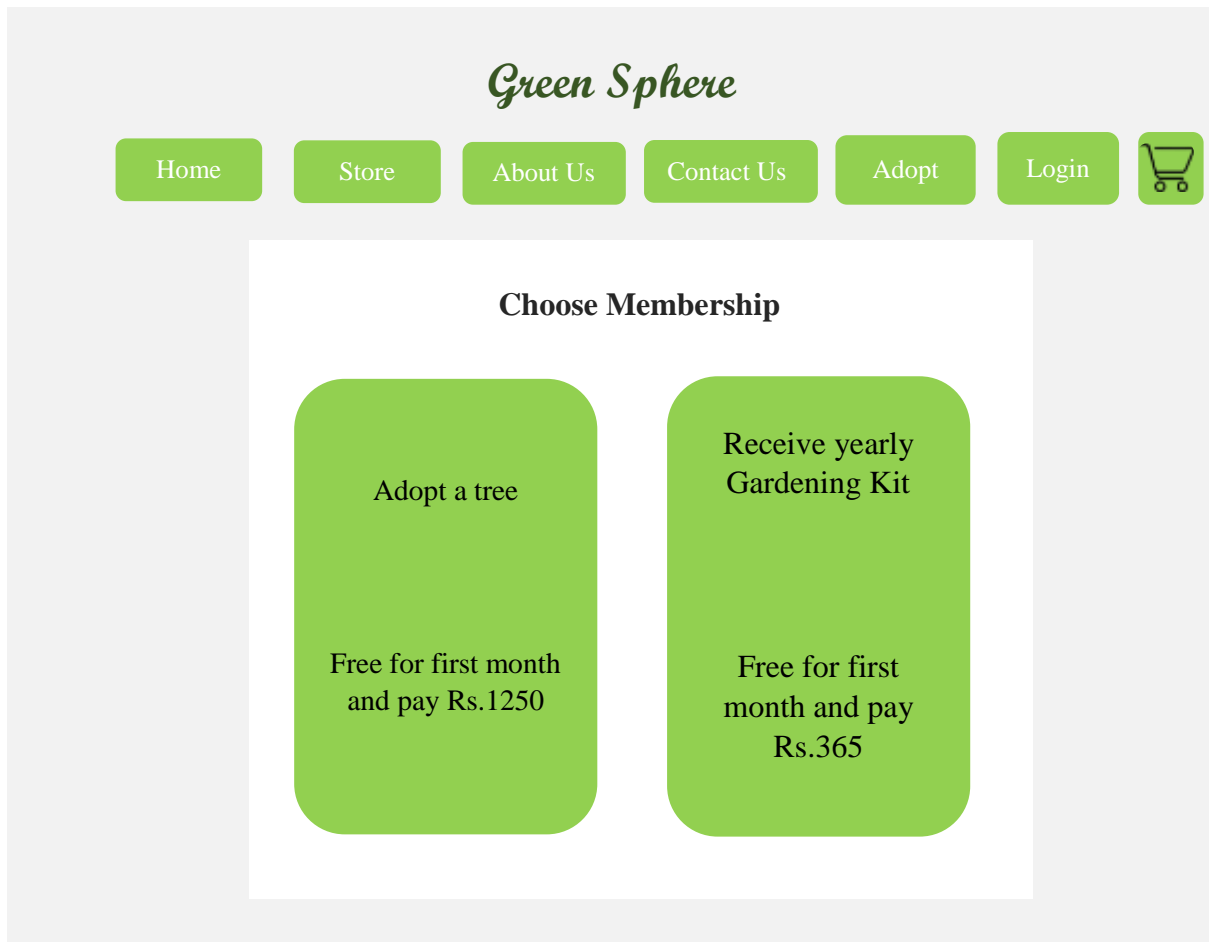 Green Sphere
Home
Store
About Us
Contact Us
Adopt
Login
Choose Membership
Adopt a tree
Free for first month
and pay Rs.1250
Receive yearly
Gardening Kit
Free for first
month and pay
Rs.365